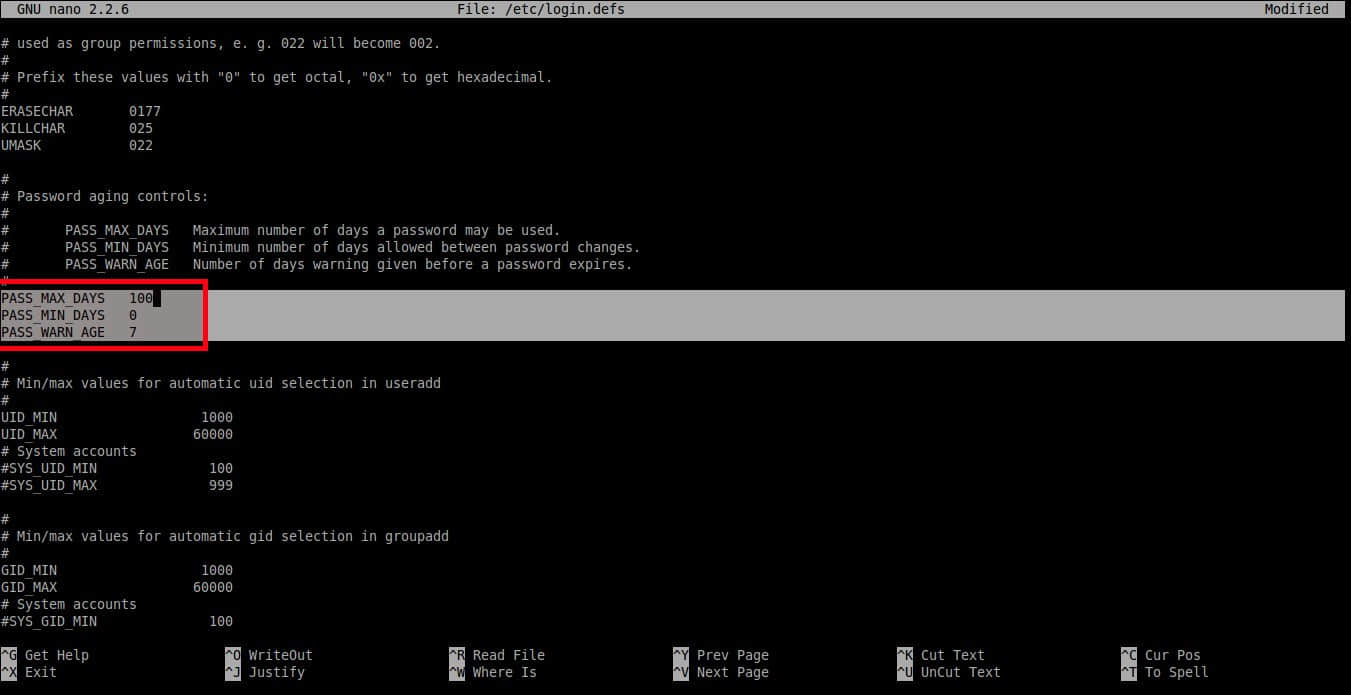 GNU nano 2.2.6 File: /etc/login.defs Modified
# used as group permissions, e. g. 022 will become 002.
#
# Prefix these values with "0" to get octal, "0x" to get hexadecimal.
#
ERASECHAR 0177
KILLCHAR 025
UMASK 022
#
# Password aging controls:
#
# PASS_MAX_DAYS Maximum number of days a password may be used.
# PASS_MIN_DAYS Minimum number of days allowed between password changes.
# PASS_WARN_AGE Number of days warning given before a password expires.
#
PASS_MAX_DAYS 100
PASS_MIN_DAYS 0
PASS_WARN_AGE 7
#
# Min/max values for automatic uid selection in useradd
#
UID_MIN 1000
UID_MAX 60000
# System accounts
#SYS_UID_MIN 100
#SYS_UID_MAX 999
#
# Min/max values for automatic gid selection in groupadd
#
GID_MIN 1000
GID_MAX 60000
# System accounts
#SYS_GID_MIN 100
^G Get Help ^O WriteOut ^R Read File ^Y Prev Page ^K Cut Text ^C Cur Pos
^X Exit ^J Justify ^W Where Is ^V Next Page ^U UnCut Text ^T To Spell